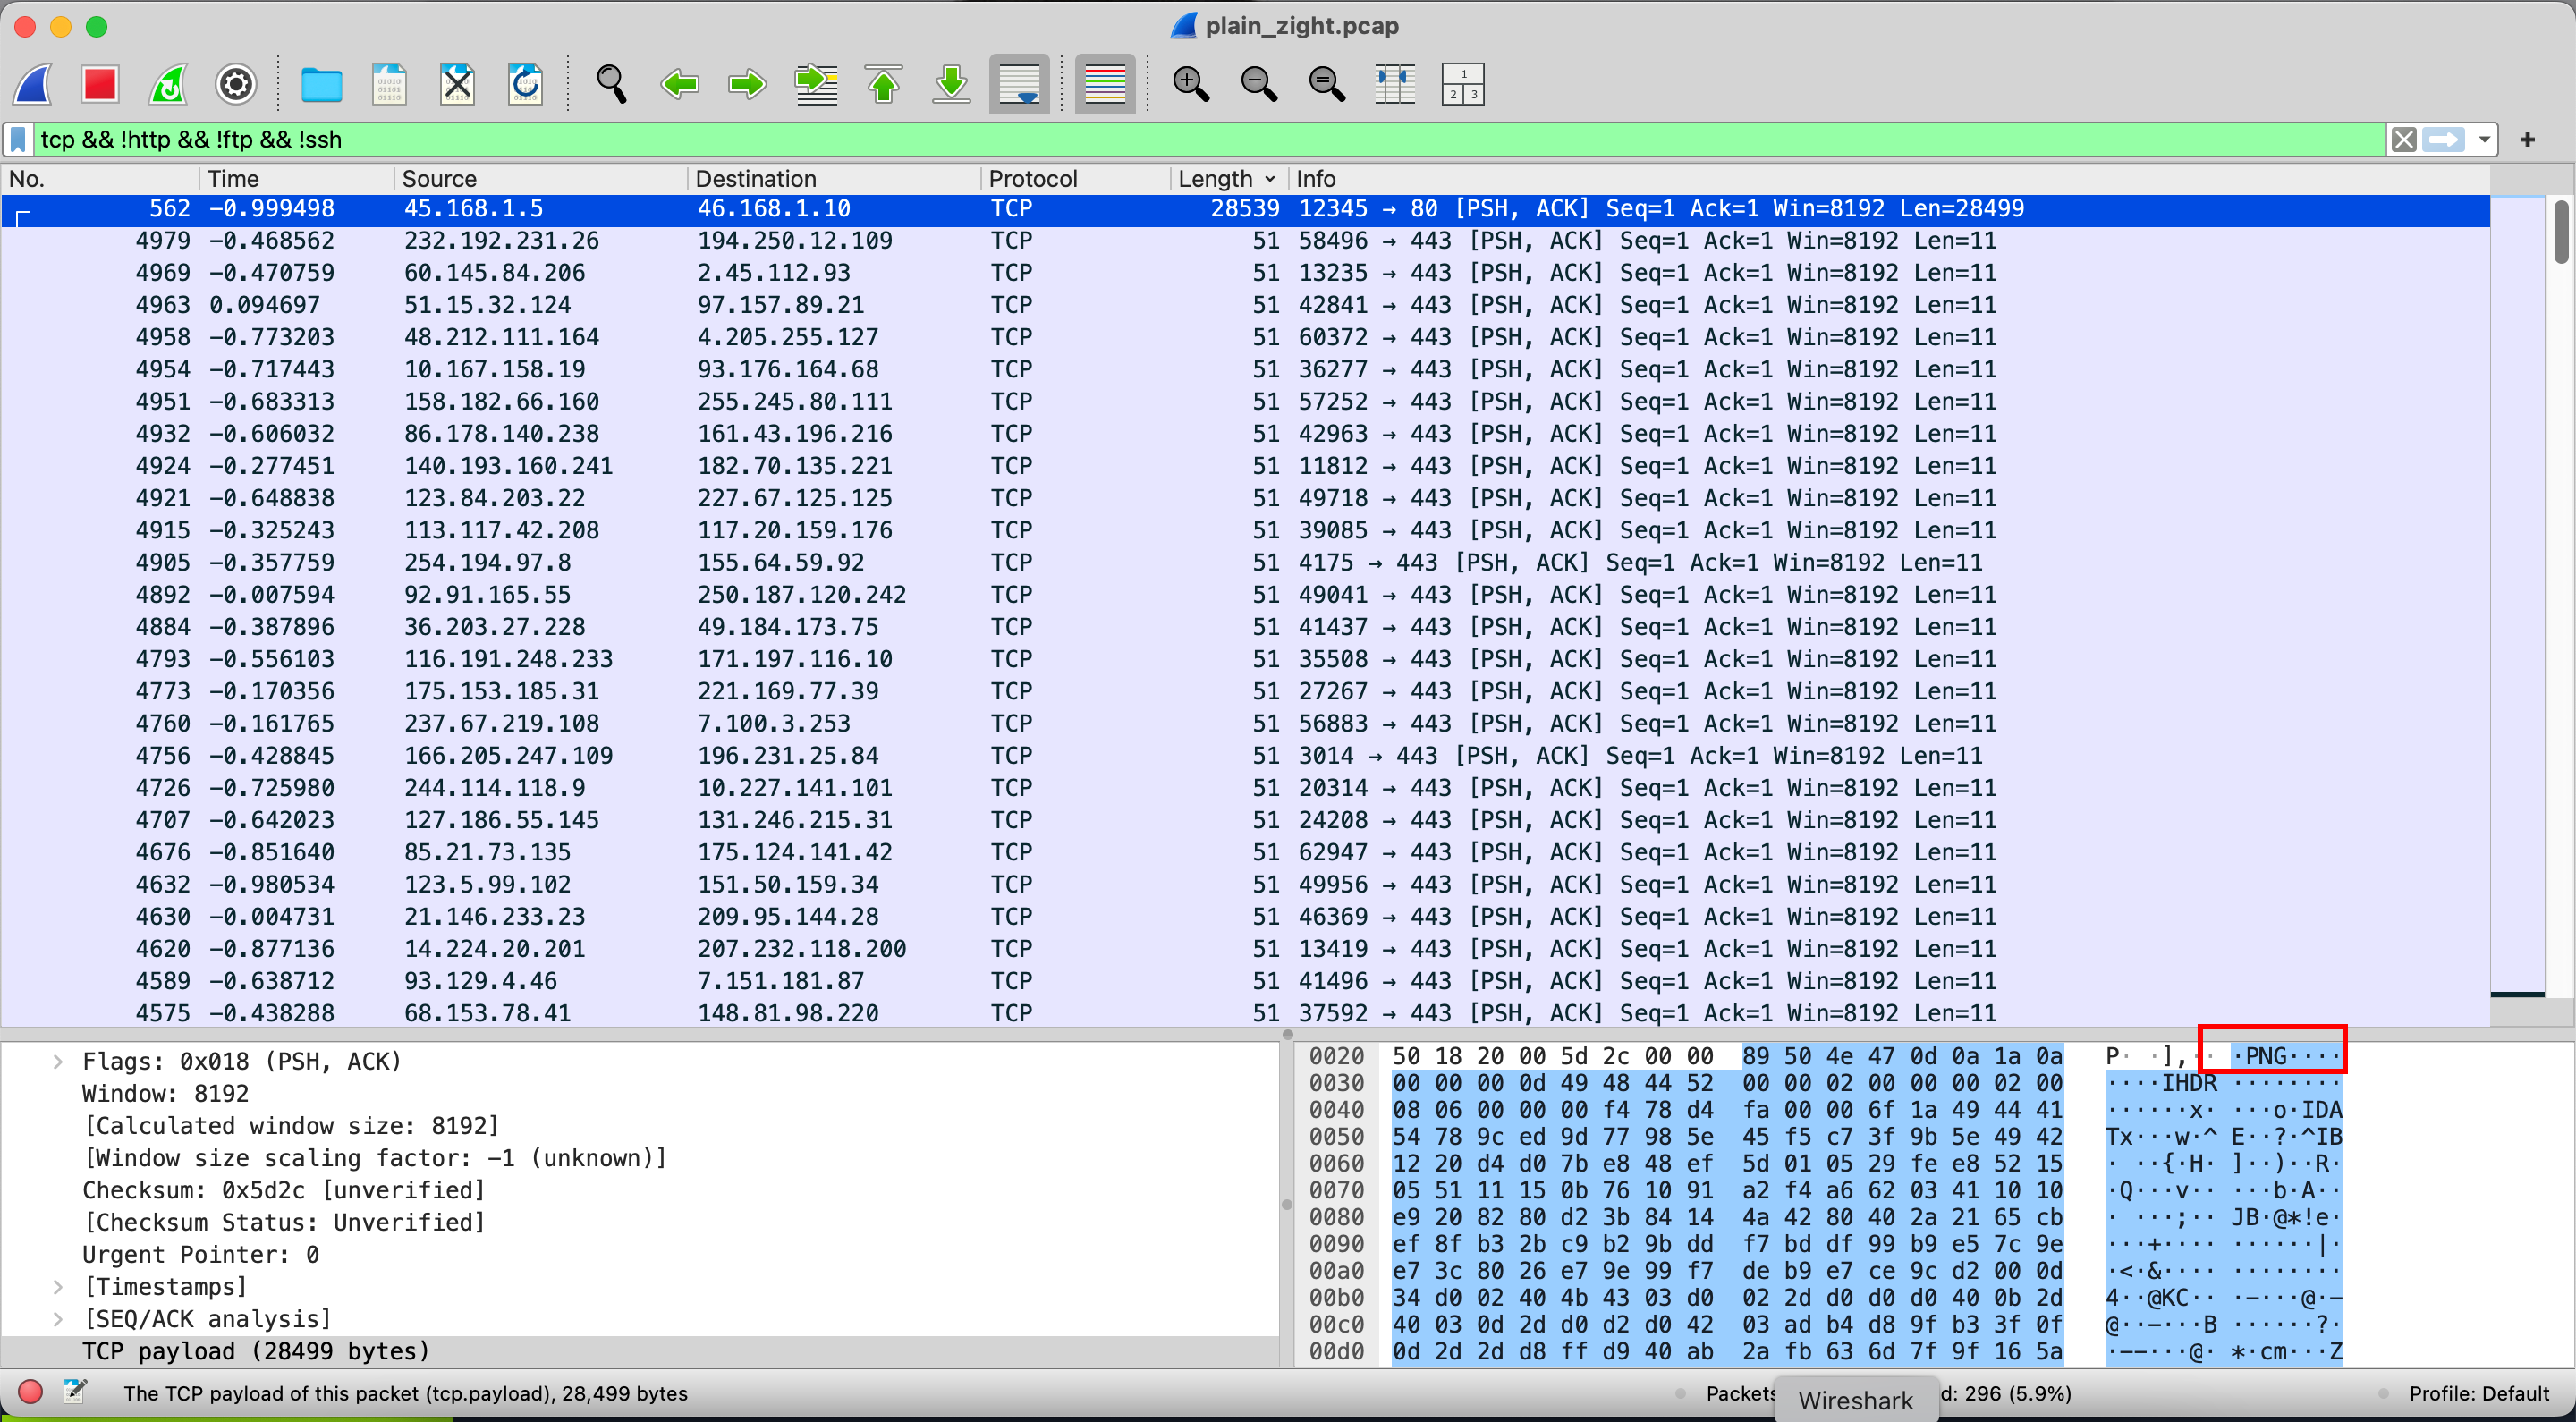 plain_zight.pcap
tcp && !http && !ftp && !ssh
No. Time Source Destination Protocol Length Info
562 -0.999498 45.168.1.5 46.168.1.10 TCP 28539 12345 → 80 [PSH, ACK] Seq=1 Ack=1 Win=8192 Len=28499
4979 -0.468562 232.192.231.26 194.250.12.109 TCP 51 58496 → 443 [PSH, ACK] Seq=1 Ack=1 Win=8192 Len=11
4969 -0.470759 60.145.84.206 2.45.112.93 TCP 51 13235 → 443 [PSH, ACK] Seq=1 Ack=1 Win=8192 Len=11
4963 0.094697 51.15.32.124 97.157.89.21 TCP 51 42841 → 443 [PSH, ACK] Seq=1 Ack=1 Win=8192 Len=11
4958 -0.773203 48.212.111.164 4.205.255.127 TCP 51 60372 → 443 [PSH, ACK] Seq=1 Ack=1 Win=8192 Len=11
4954 -0.717443 10.167.158.19 93.176.164.68 TCP 51 36277 → 443 [PSH, ACK] Seq=1 Ack=1 Win=8192 Len=11
4951 -0.683313 158.182.66.160 255.245.80.111 TCP 51 57252 → 443 [PSH, ACK] Seq=1 Ack=1 Win=8192 Len=11
4932 -0.606032 86.178.140.238 161.43.196.216 TCP 51 42963 → 443 [PSH, ACK] Seq=1 Ack=1 Win=8192 Len=11
4924 -0.277451 140.193.160.241 182.70.135.221 TCP 51 11812 → 443 [PSH, ACK] Seq=1 Ack=1 Win=8192 Len=11
4921 -0.648838 123.84.203.22 227.67.125.125 TCP 51 49718 → 443 [PSH, ACK] Seq=1 Ack=1 Win=8192 Len=11
4915 -0.325243 113.117.42.208 117.20.159.176 TCP 51 39085 → 443 [PSH, ACK] Seq=1 Ack=1 Win=8192 Len=11
4905 -0.357759 254.194.97.8 155.64.59.92 TCP 51 4175 → 443 [PSH, ACK] Seq=1 Ack=1 Win=8192 Len=11
4892 -0.007594 92.91.165.55 250.187.120.242 TCP 51 49041 → 443 [PSH, ACK] Seq=1 Ack=1 Win=8192 Len=11
4884 -0.387896 36.203.27.228 49.184.173.75 TCP 51 41437 → 443 [PSH, ACK] Seq=1 Ack=1 Win=8192 Len=11
4793 -0.556103 116.191.248.233 171.197.116.10 TCP 51 35508 → 443 [PSH, ACK] Seq=1 Ack=1 Win=8192 Len=11
4773 -0.170356 175.153.185.31 221.169.77.39 TCP 51 27267 → 443 [PSH, ACK] Seq=1 Ack=1 Win=8192 Len=11
4760 -0.161765 237.67.219.108 7.100.3.253 TCP 51 56883 → 443 [PSH, ACK] Seq=1 Ack=1 Win=8192 Len=11
4756 -0.428845 166.205.247.109 196.231.25.84 TCP 51 3014 → 443 [PSH, ACK] Seq=1 Ack=1 Win=8192 Len=11
4726 -0.725980 244.114.118.9 10.227.141.101 TCP 51 20314 → 443 [PSH, ACK] Seq=1 Ack=1 Win=8192 Len=11
4707 -0.642023 127.186.55.145 131.246.215.31 TCP 51 24208 → 443 [PSH, ACK] Seq=1 Ack=1 Win=8192 Len=11
4676 -0.851640 85.21.73.135 175.124.141.42 TCP 51 62947 → 443 [PSH, ACK] Seq=1 Ack=1 Win=8192 Len=11
4632 -0.980534 123.5.99.102 151.50.159.34 TCP 51 49956 → 443 [PSH, ACK] Seq=1 Ack=1 Win=8192 Len=11
4630 -0.004731 21.146.233.23 209.95.144.28 TCP 51 46369 → 443 [PSH, ACK] Seq=1 Ack=1 Win=8192 Len=11
4620 -0.877136 14.224.20.201 207.232.118.200 TCP 51 13419 → 443 [PSH, ACK] Seq=1 Ack=1 Win=8192 Len=11
4589 -0.638712 93.129.4.46 7.151.181.87 TCP 51 41496 → 443 [PSH, ACK] Seq=1 Ack=1 Win=8192 Len=11
4575 -0.438288 68.153.78.41 148.81.98.220 TCP 51 37592 → 443 [PSH, ACK] Seq=1 Ack=1 Win=8192 Len=11
Flags: 0x018 (PSH, ACK)
Window: 8192
[Calculated window size: 8192]
[Window size scaling factor: -1 (unknown)]
Checksum: 0x5d2c [unverified]
[Checksum Status: Unverified]
Urgent Pointer: 0
[Timestamps]
[SEQ/ACK analysis]
TCP payload (28499 bytes)
0020 50 18 20 00 5d 2c 00 00 89 50 4e 47 0d 0a 1a 0a P· ·],·· ·PNG····
0030 00 00 00 0d 49 48 44 52 00 00 02 00 00 00 02 00 ····IHDR ········
0040 08 06 00 00 00 f4 78 d4 fa 00 00 6f 1a 49 44 41 ······x· ···o·IDA
0050 54 78 9c ed 9d 77 98 5e 45 f5 c7 3f 9b 5e 49 42 Tx···w·^ E··?·^IB
0060 12 20 d4 d0 7b e8 48 ef 5d 01 05 29 fe e8 52 15 · ··{·H· ]··)··R·
0070 05 51 11 15 0b 76 10 91 a2 f4 a6 62 03 41 10 10 ·Q···v·· ···b·A··
0080 e9 20 82 80 d2 3b 84 14 4a 42 80 40 2a 21 65 cb · ···;·· JB·@*!e·
0090 ef 8f b3 2b c9 b2 9b dd f7 bd df 99 b9 e5 7c 9e ···+···· ······|·
00a0 e7 3c 80 26 e7 9e 99 f7 de b9 e7 ce 9c d2 00 0d ·<·&···· ········
00b0 34 d0 02 40 4b 43 03 d0 02 2d d0 d0 d0 40 0b 2d 4··@KC·· ·-···@·-
00c0 40 03 0d 2d d0 d2 d0 42 03 ad b4 d8 9f b3 3f 0f @··-···B ······?·
00d0 0d 2d 2d d8 ff d9 40 ab 2a fb 63 6d 7f 9f 16 5a ·--···@· *·cm···Z
The TCP payload of this packet (tcp.payload), 28,499 bytes
Packets
Wireshark
d: 296 (5.9%)
Profile: Default